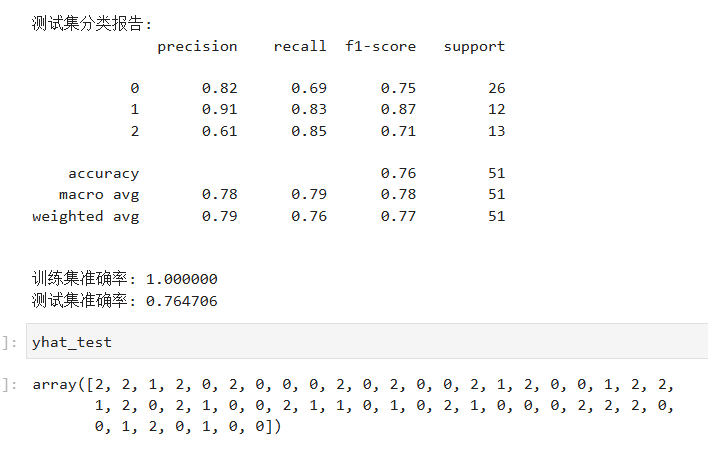 测试集分类报告:
precision recall f1-score support
0 0.82 0.69 0.75 26
1 0.91 0.83 0.87 12
2 0.61 0.85 0.71 13
accuracy 0.76 51
macro avg 0.78 0.79 0.78 51
weighted avg 0.79 0.76 0.77 51
训练集准确率: 1.000000
测试集准确率: 0.764706
]: yhat_test
]: array([2, 2, 1, 2, 0, 2, 0, 0, 0, 2, 0, 2, 0, 0, 2, 1, 2, 0, 0, 1, 2, 2,
1, 2, 0, 2, 1, 0, 0, 2, 1, 1, 0, 1, 0, 2, 1, 0, 0, 0, 2, 2, 2, 0,
0, 1, 2, 0, 1, 0, 0])